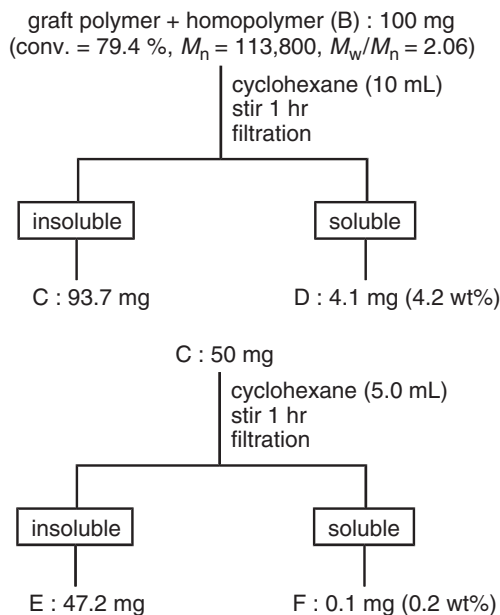 graft polymer + homopolymer (B) : 100 mg
(conv. = 79.4 %, Mn = 113,800, Mw/Mn = 2.06)
cyclohexane (10 mL)
stir 1 hr
filtration
insoluble
soluble
C : 93.7 mg
D : 4.1 mg (4.2 wt%)
C : 50 mg
cyclohexane (5.0 mL)
stir 1 hr
filtration
insoluble
soluble
E : 47.2 mg
F : 0.1 mg (0.2 wt%)